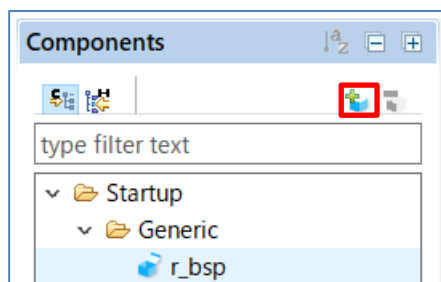 Components
type filter text
Startup
Generic
r_bsp